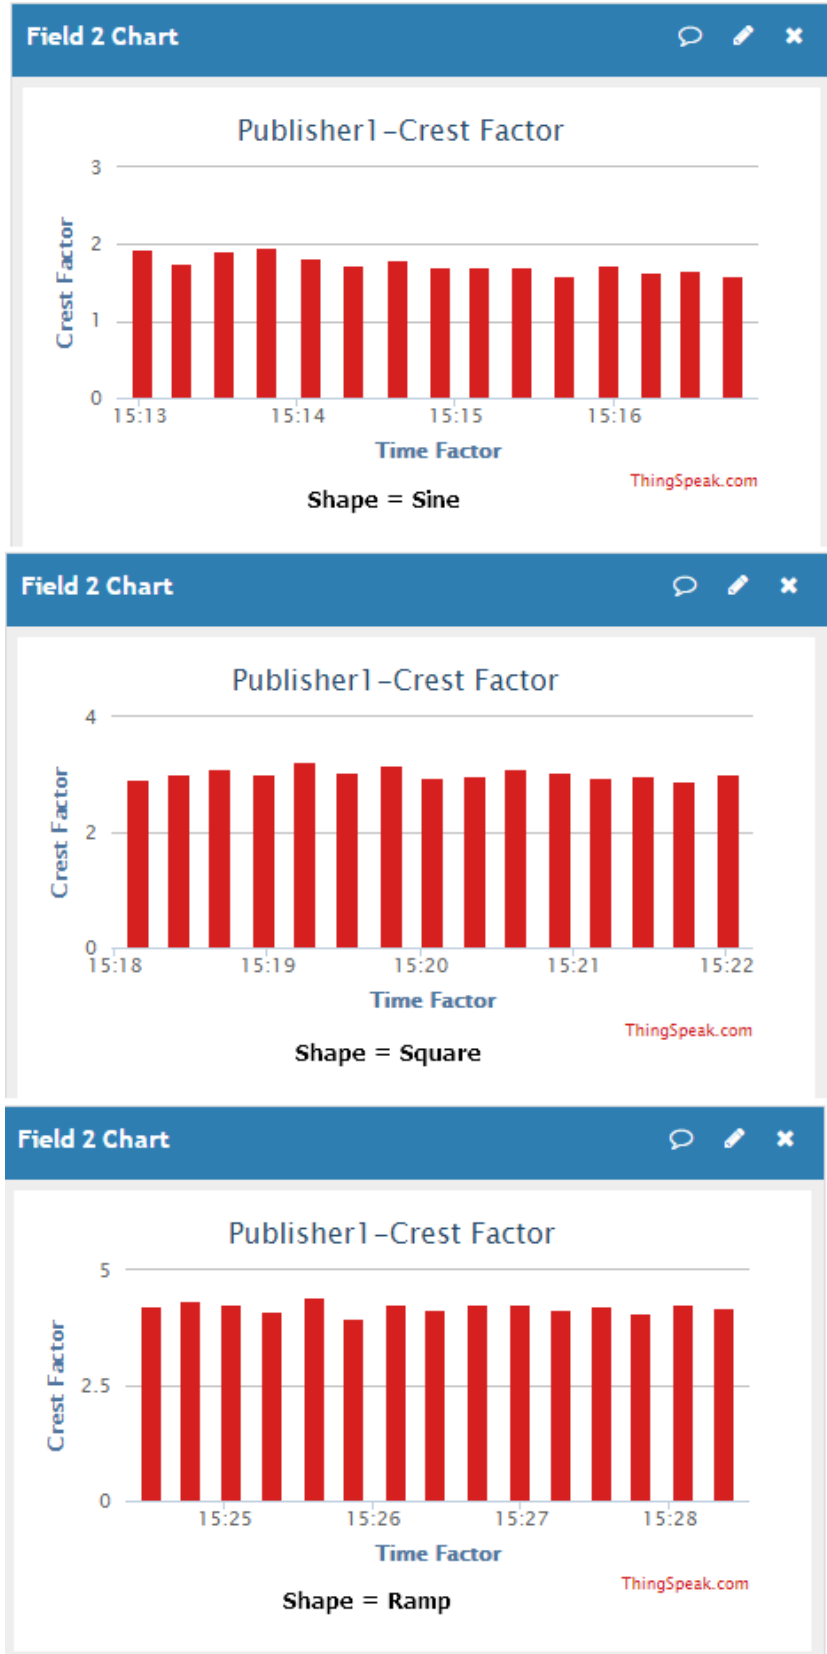 Field 2 Chart
Publisher1-Crest Factor
3
2
1
0
Crest Factor
15:13 15:14 15:15 15:16
Time Factor
ThingSpeak.com
Shape = Sine
Field 2 Chart
Publisher1-Crest Factor
4
2
0
Crest Factor
15:18 15:19 15:20 15:21 15:22
Time Factor
ThingSpeak.com
Shape = Square
Field 2 Chart
Publisher1-Crest Factor
5
2.5
0
Crest Factor
15:25 15:26 15:27 15:28
Time Factor
ThingSpeak.com
Shape = Ramp